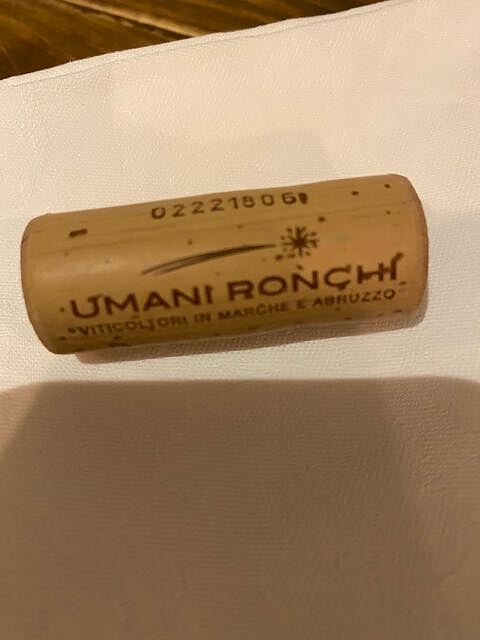 02221806
UMANI RONCHI
VITICOLTORI IN MARCHE E ABRUZZO